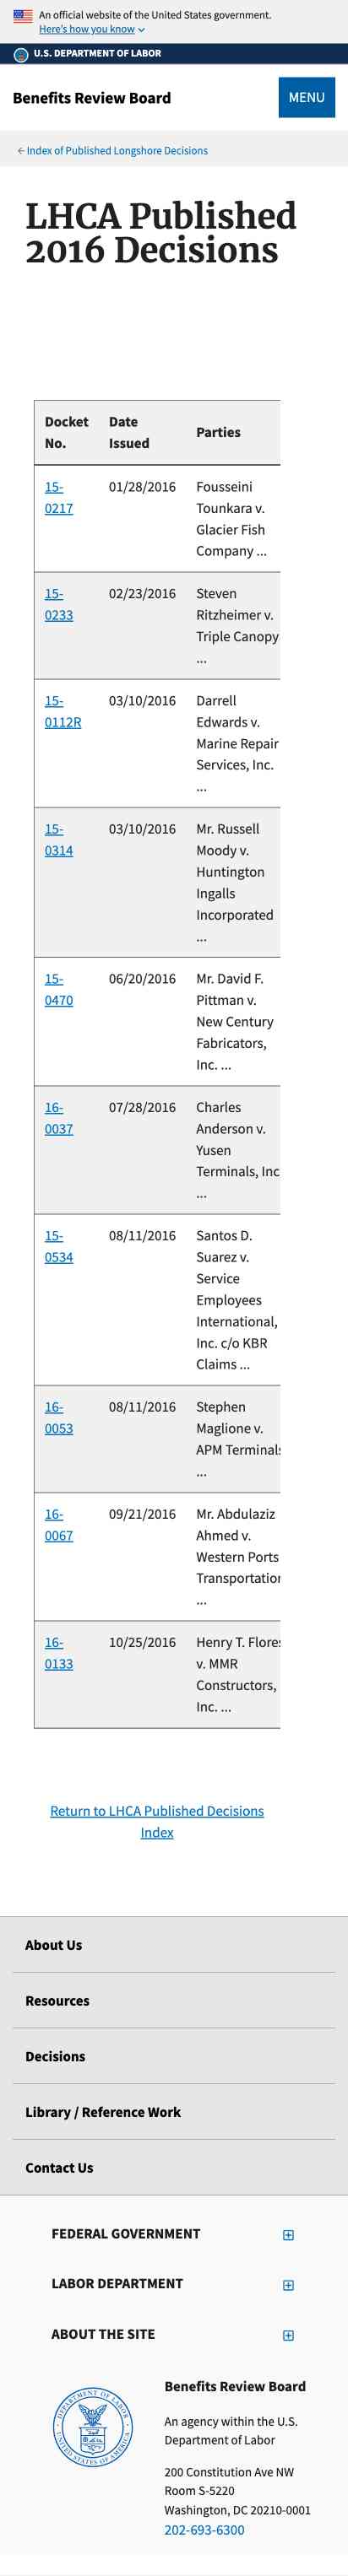 An official website of the United States government.
Here's how you know
U.S. DEPARTMENT OF LABOR
Benefits Review Board
MENU
← Index of Published Longshore Decisions
LHCA Published
2016 Decisions
Docket Date
No. Issued Parties
15- 01/28/2016 Fousseini
0217 Tounkara v.
Glacier Fish
Company ...
15- 02/23/2016 Steven
0233 Ritzheimer v.
Triple Canopy
...
15- 03/10/2016 Darrell
0112R Edwards v.
Marine Repair
Services, Inc.
...
15- 03/10/2016 Mr. Russell
0314 Moody v.
Huntington
Ingalls
Incorporated
...
15- 06/20/2016 Mr. David F.
0470 Pittman v.
New Century
Fabricators,
Inc. ...
16- 07/28/2016 Charles
0037 Anderson v.
Yusen
Terminals, Inc
...
15- 08/11/2016 Santos D.
0534 Suarez v.
Service
Employees
International,
Inc. c/o KBR
Claims ...
16- 08/11/2016 Stephen
0053 Maglione v.
APM Terminals
...
16- 09/21/2016 Mr. Abdulaziz
0067 Ahmed v.
Western Ports
Transportation
...
16- 10/25/2016 Henry T. Flores
0133 v. MMR
Constructors,
Inc. ...
Return to LHCA Published Decisions
Index
About Us
Resources
Decisions
Library / Reference Work
Contact Us
FEDERAL GOVERNMENT
LABOR DEPARTMENT
ABOUT THE SITE
DEPARTMENT OF LABOR
UNITED STATES OF AMERICA
Benefits Review Board
An agency within the U.S.
Department of Labor
200 Constitution Ave NW
Room S-5220
Washington, DC 20210-0001
202-693-6300